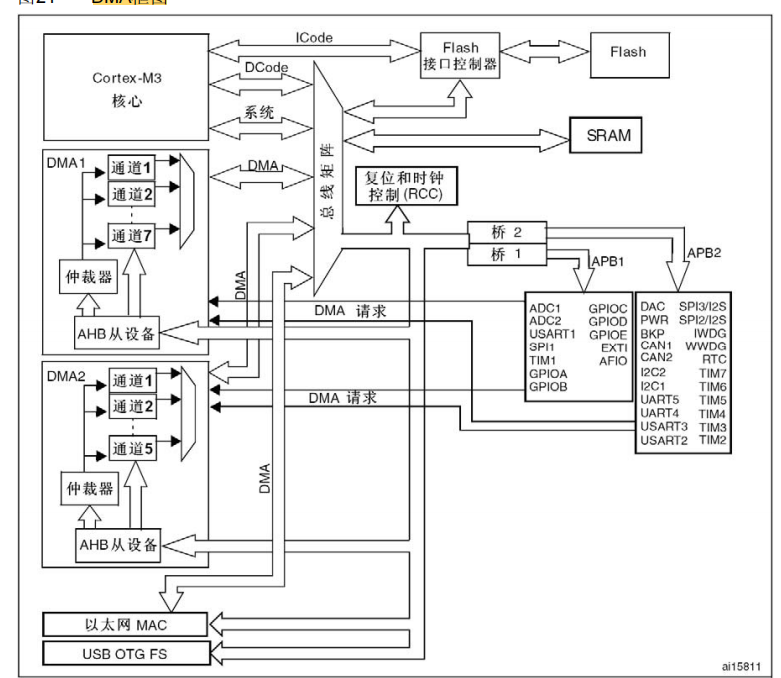 图21 DMA框图
ICode
Cortex-M3
核心
DCode
系统
Flash
接口控制器
Flash
SRAM
总线矩阵
DMA1
通道1
通道2
通道7
仲裁器
AHB从设备
DMA
复位和时钟
控制(RCC)
桥 2
桥 1
APB1
APB2
DMA
DMA 请求
ADC1 GPIOC
ADC2 GPIOD
USART1 GPIOE
SPI1 EXTI
TIM1 AFIO
GPIOA
GPIOB
DAC SPI3/I2S
PWR SPI2/I2S
BKP IWDG
CAN1 WWDG
CAN2 RTC
I2C2 TIM7
I2C1 TIM6
UART5 TIM5
UART4 TIM4
USART3 TIM3
USART2 TIM2
DMA2
通道1
通道2
通道5
仲裁器
AHB从设备
DMA 请求
DMA
以太网 MAC
USB OTG FS
ai15811